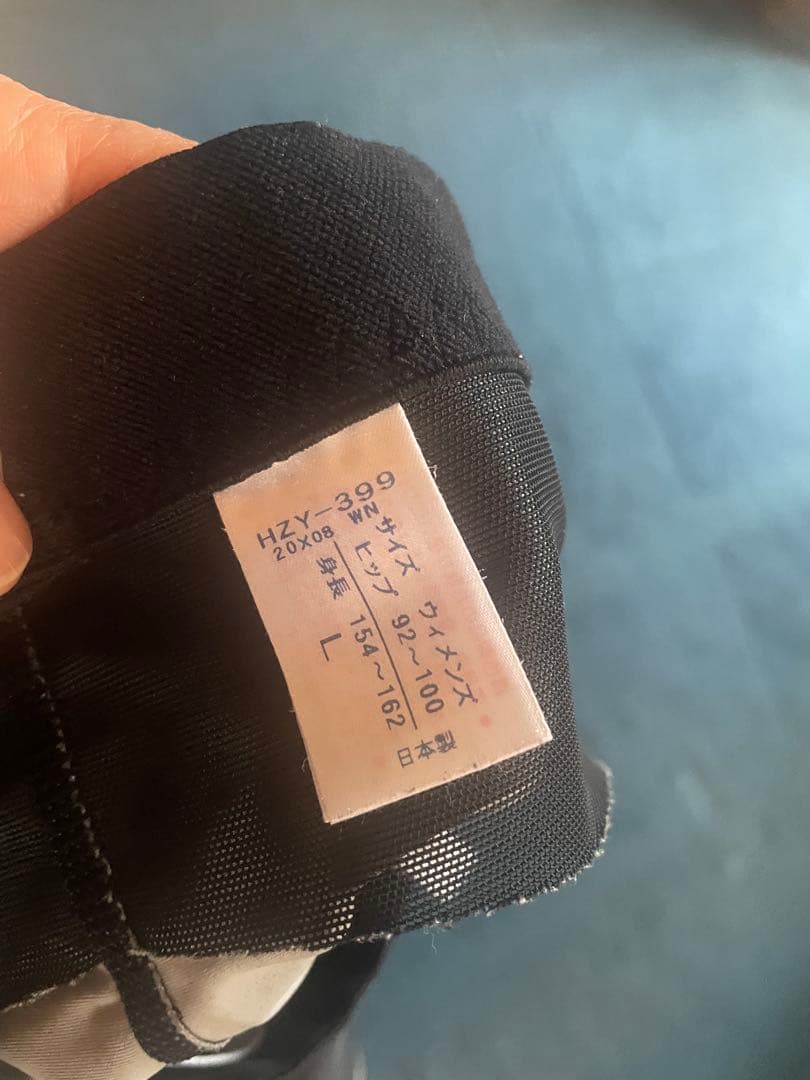 HZY-399
20X08 WN
サイズ ウィメンズ
ヒップ 92〜100
身長 154〜162
L
日本製